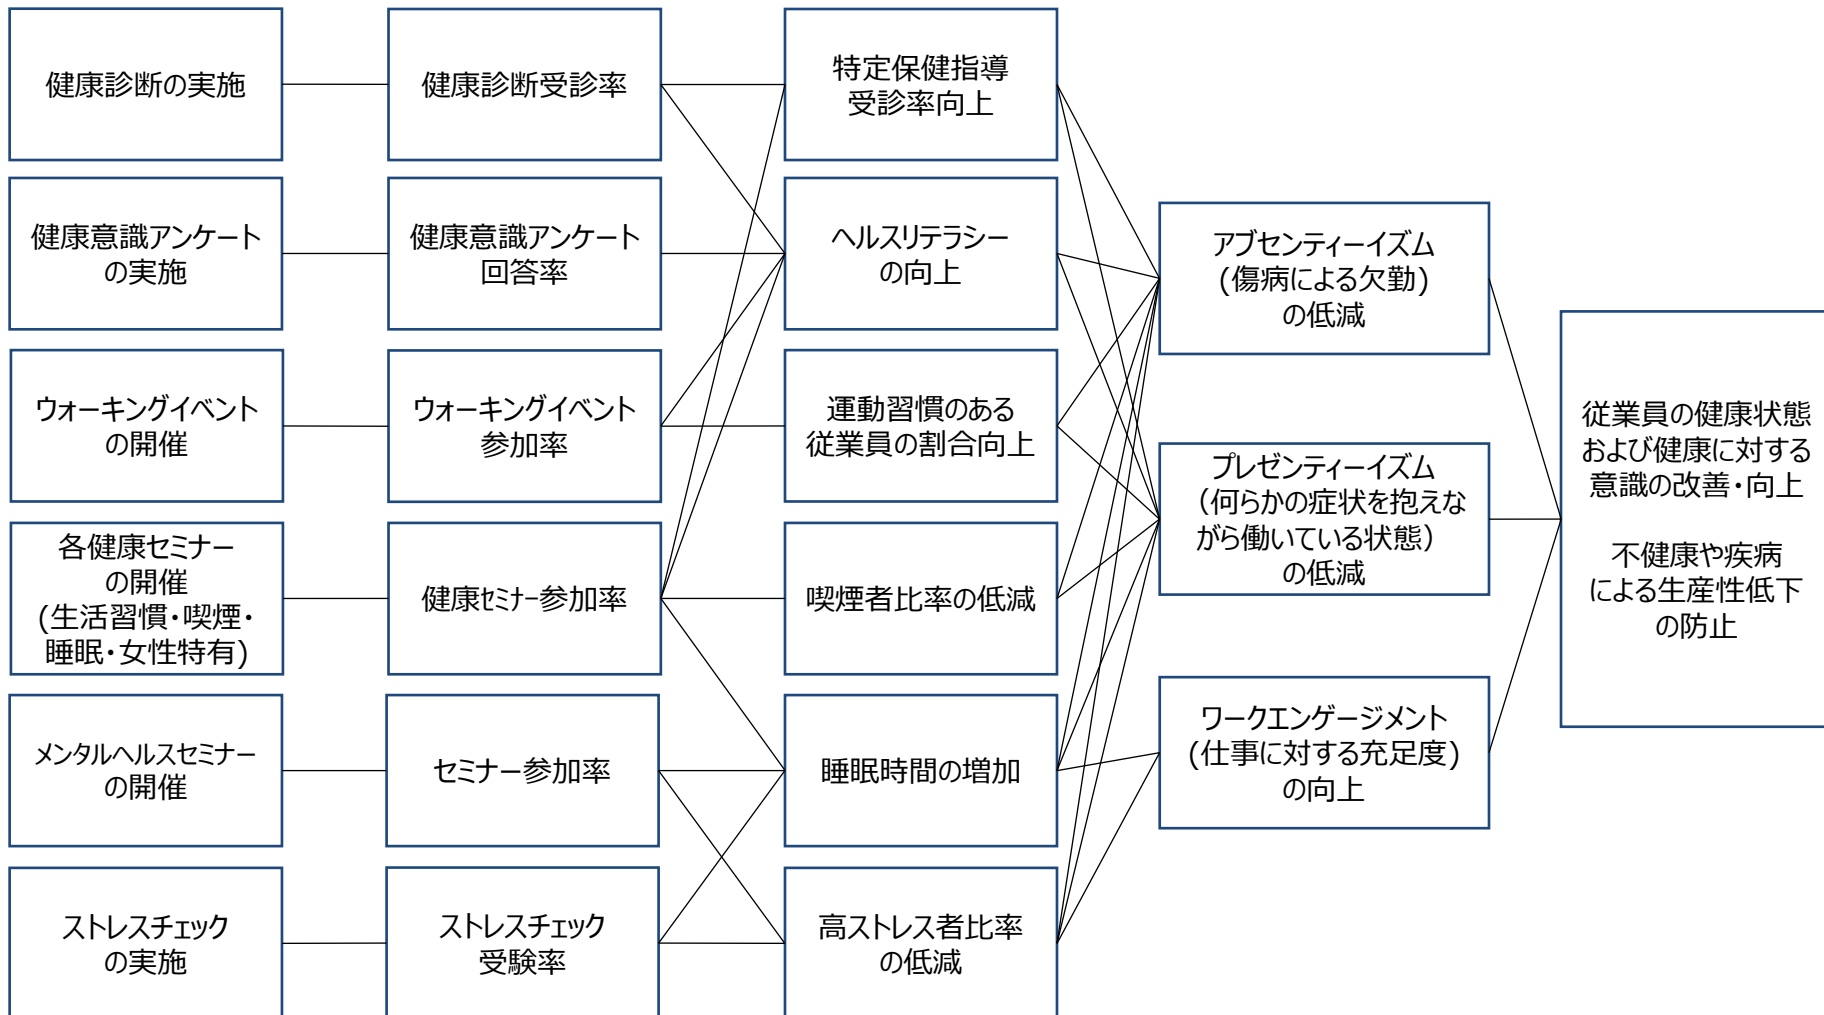 健康診断の実施
健康診断受診率
特定保健指導
受診率向上
健康意識アンケート
の実施
健康意識アンケート
回答率
ヘルスリテラシー
の向上
アブセンティーイズム
(傷病による欠勤)
の低減
ウォーキングイベント
の開催
ウォーキングイベント
参加率
運動習慣のある
従業員の割合向上
プレゼンティーイズム
（何らかの症状を抱えな
がら働いている状態）
の低減
従業員の健康状態
および健康に対する
意識の改善・向上
不健康や疾病
による生産性低下
の防止
各健康セミナー
の開催
(生活習慣・喫煙・
睡眠・女性特有)
健康セミナー参加率
喫煙者比率の低減
メンタルヘルスセミナー
の開催
セミナー参加率
睡眠時間の増加
ワークエンゲージメント
(仕事に対する充足度)
の向上
ストレスチェック
の実施
ストレスチェック
受験率
高ストレス者比率
の低減